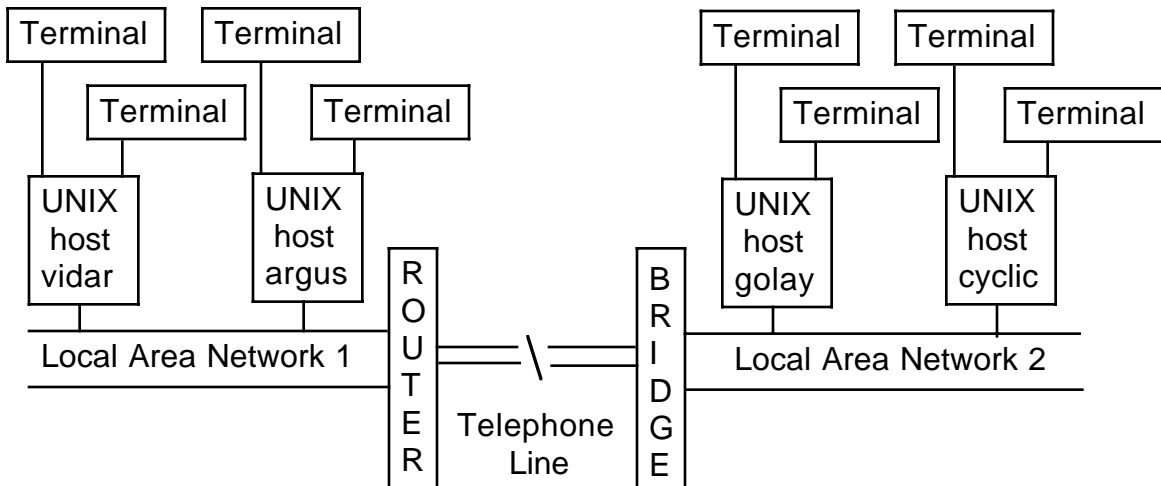 Terminal
Terminal
Terminal
Terminal
Terminal
Terminal
Terminal
Terminal
UNIX
host
vidar
UNIX
host
argus
UNIX
host
golay
UNIX
host
cyclic
Local Area Network 1
ROUTER
Telephone
Line
BRIDGE
Local Area Network 2